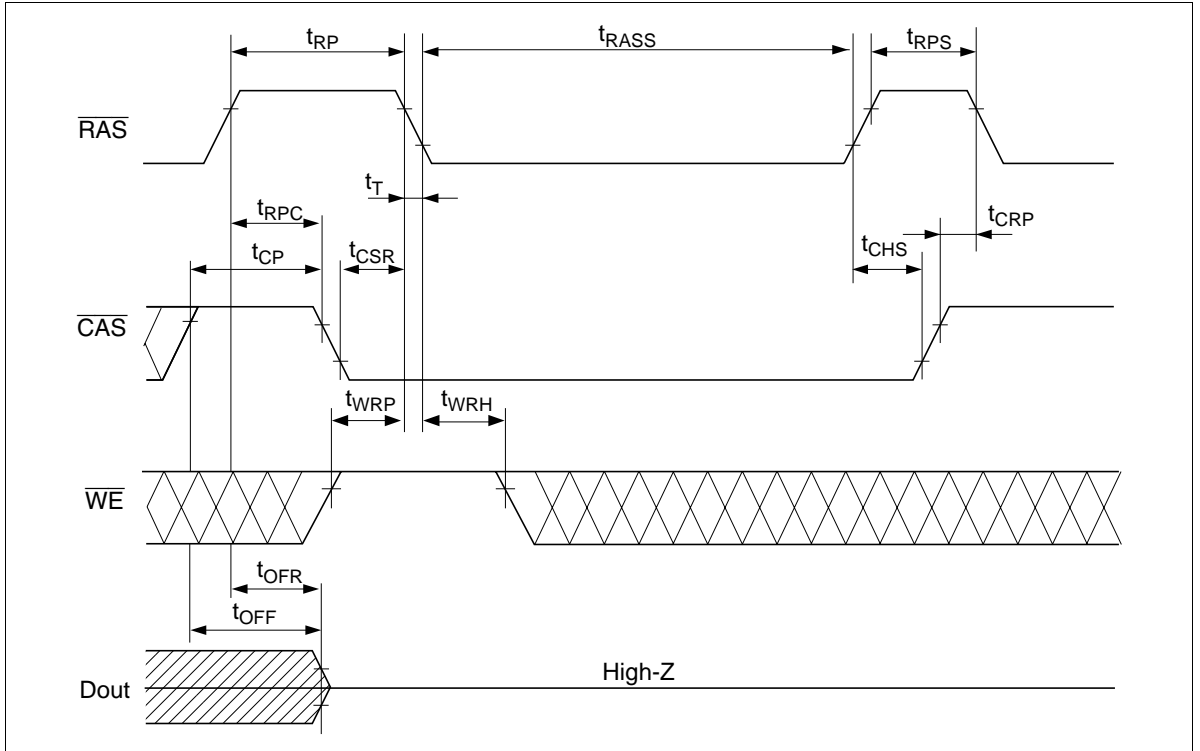 tRP
tRASS
tRPS
RAS
tT
tRPC
tCRP
tCP
tCSR
tCHS
CAS
tWRP
tWRH
WE
tOFR
tOFF
High-Z
Dout